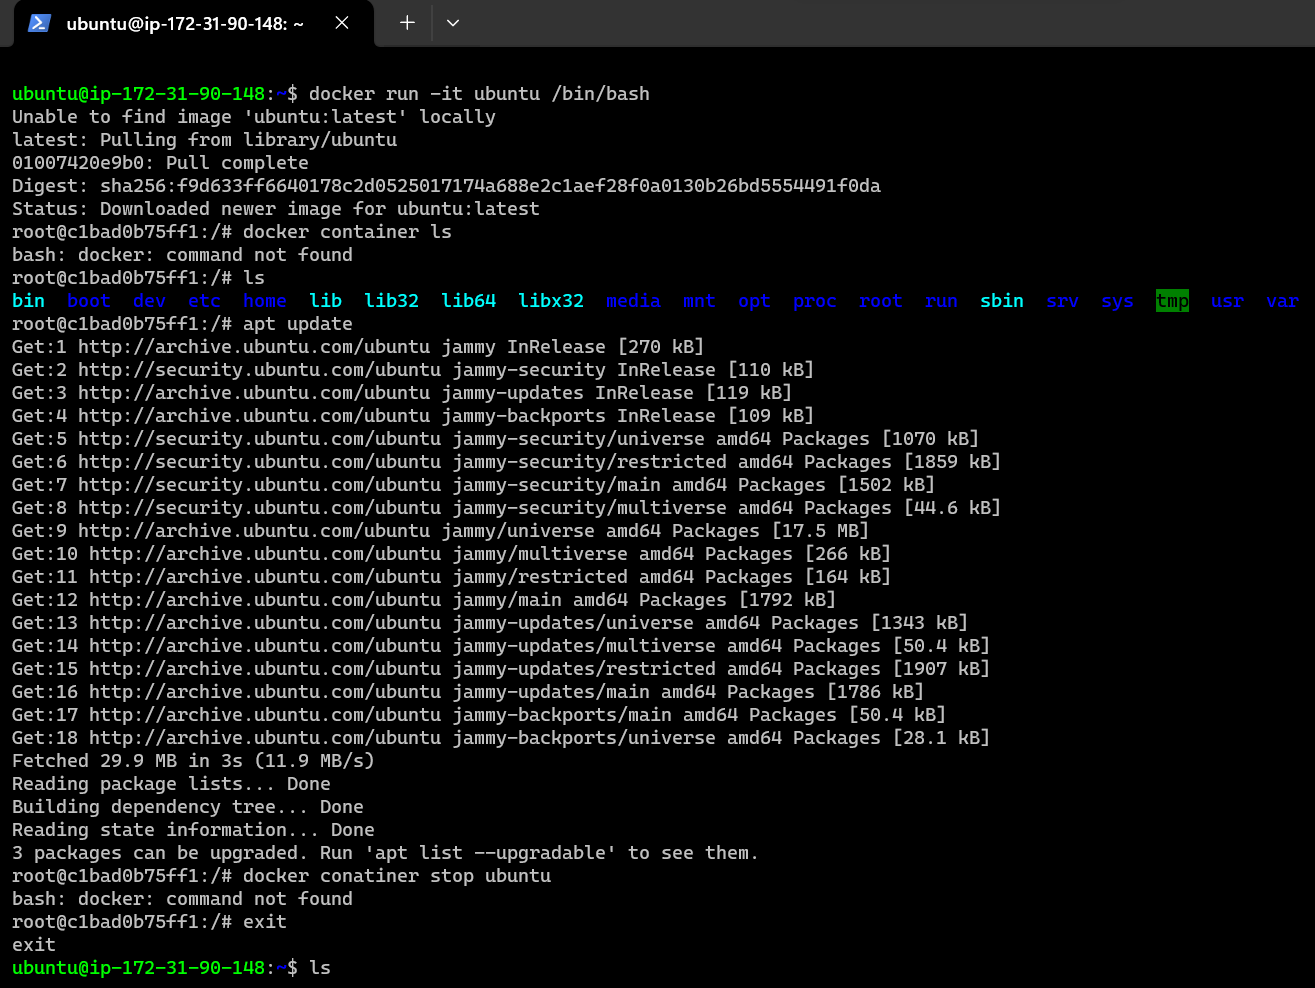 ubuntu@ip-172-31-90-148: ~
ubuntu@ip-172-31-90-148:~$ docker run -it ubuntu /bin/bash
Unable to find image 'ubuntu:latest' locally
latest: Pulling from library/ubuntu
01007420e9b0: Pull complete
Digest: sha256:f9d633ff6640178c2d0525017174a688e2c1aef28f0a0130b26bd5554491f0da
Status: Downloaded newer image for ubuntu:latest
root@c1bad0b75ff1:/# docker container ls
bash: docker: command not found
root@c1bad0b75ff1:/# ls
bin boot dev etc home lib lib32 lib64 libx32 media mnt opt proc root run sbin srv sys tmp usr var
root@c1bad0b75ff1:/# apt update
Get:1 http://archive.ubuntu.com/ubuntu jammy InRelease [270 kB]
Get:2 http://security.ubuntu.com/ubuntu jammy-security InRelease [110 kB]
Get:3 http://archive.ubuntu.com/ubuntu jammy-updates InRelease [119 kB]
Get:4 http://archive.ubuntu.com/ubuntu jammy-backports InRelease [109 kB]
Get:5 http://security.ubuntu.com/ubuntu jammy-security/universe amd64 Packages [1070 kB]
Get:6 http://security.ubuntu.com/ubuntu jammy-security/restricted amd64 Packages [1859 kB]
Get:7 http://security.ubuntu.com/ubuntu jammy-security/main amd64 Packages [1502 kB]
Get:8 http://security.ubuntu.com/ubuntu jammy-security/multiverse amd64 Packages [44.6 kB]
Get:9 http://archive.ubuntu.com/ubuntu jammy/universe amd64 Packages [17.5 MB]
Get:10 http://archive.ubuntu.com/ubuntu jammy/multiverse amd64 Packages [266 kB]
Get:11 http://archive.ubuntu.com/ubuntu jammy/restricted amd64 Packages [164 kB]
Get:12 http://archive.ubuntu.com/ubuntu jammy/main amd64 Packages [1792 kB]
Get:13 http://archive.ubuntu.com/ubuntu jammy-updates/universe amd64 Packages [1343 kB]
Get:14 http://archive.ubuntu.com/ubuntu jammy-updates/multiverse amd64 Packages [50.4 kB]
Get:15 http://archive.ubuntu.com/ubuntu jammy-updates/restricted amd64 Packages [1907 kB]
Get:16 http://archive.ubuntu.com/ubuntu jammy-updates/main amd64 Packages [1786 kB]
Get:17 http://archive.ubuntu.com/ubuntu jammy-backports/main amd64 Packages [50.4 kB]
Get:18 http://archive.ubuntu.com/ubuntu jammy-backports/universe amd64 Packages [28.1 kB]
Fetched 29.9 MB in 3s (11.9 MB/s)
Reading package lists... Done
Building dependency tree... Done
Reading state information... Done
3 packages can be upgraded. Run 'apt list --upgradable' to see them.
root@c1bad0b75ff1:/# docker conatiner stop ubuntu
bash: docker: command not found
root@c1bad0b75ff1:/# exit
exit
ubuntu@ip-172-31-90-148:~$ ls